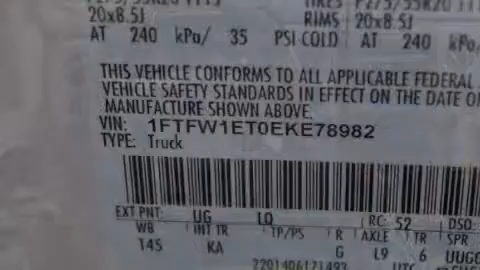 20x8.5J RIMS 20x8.5J
AT 240 kPa/ 35 PSI COLD AT 240 kPa/
THIS VEHICLE CONFORMS TO ALL APPLICABLE FEDERAL
VEHICLE SAFETY STANDARDS IN EFFECT ON THE DATE O
MANUFACTURE SHOWN ABOVE.
VIN: 1FTFW1ET0EKE78982
TYPE: Truck
EXT PNT: UG LQ RC: 52 DSO:
WB INT TR TP/PS R AXLE TR SPR
145 KA G L9 6 UUGG